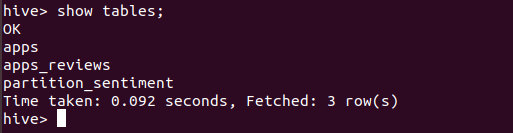 hive> show tables;
OK
apps
apps_reviews
partition_sentiment
Time taken: 0.092 seconds, Fetched: 3 row(s)
hive>